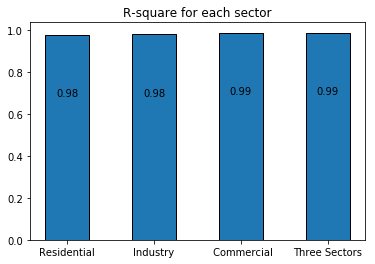 R-square for each sector
1.0
0.8
0.6
0.4
0.2
0.0
0.98
0.98
0.99
0.99
Residential
Industry
Commercial
Three Sectors